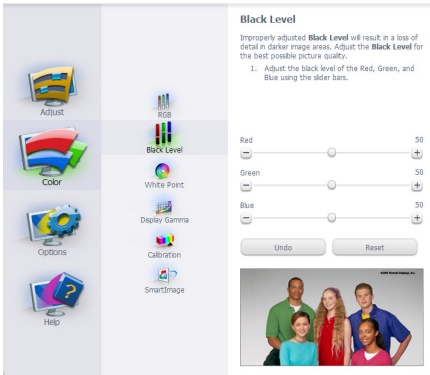 Black Level
Improperly adjusted Black Level will result in a loss of
detail in darker image areas. Adjust the Black Level for
the best possible picture quality.
1. Adjust the black level of the Red, Green, and
Blue using the slider bars.
Adjust
Color
Options
Help
RGB
Black Level
White Point
Display Gamma
Calibration
SmartImage
Red 50
Green 50
Blue 50
Undo Reset